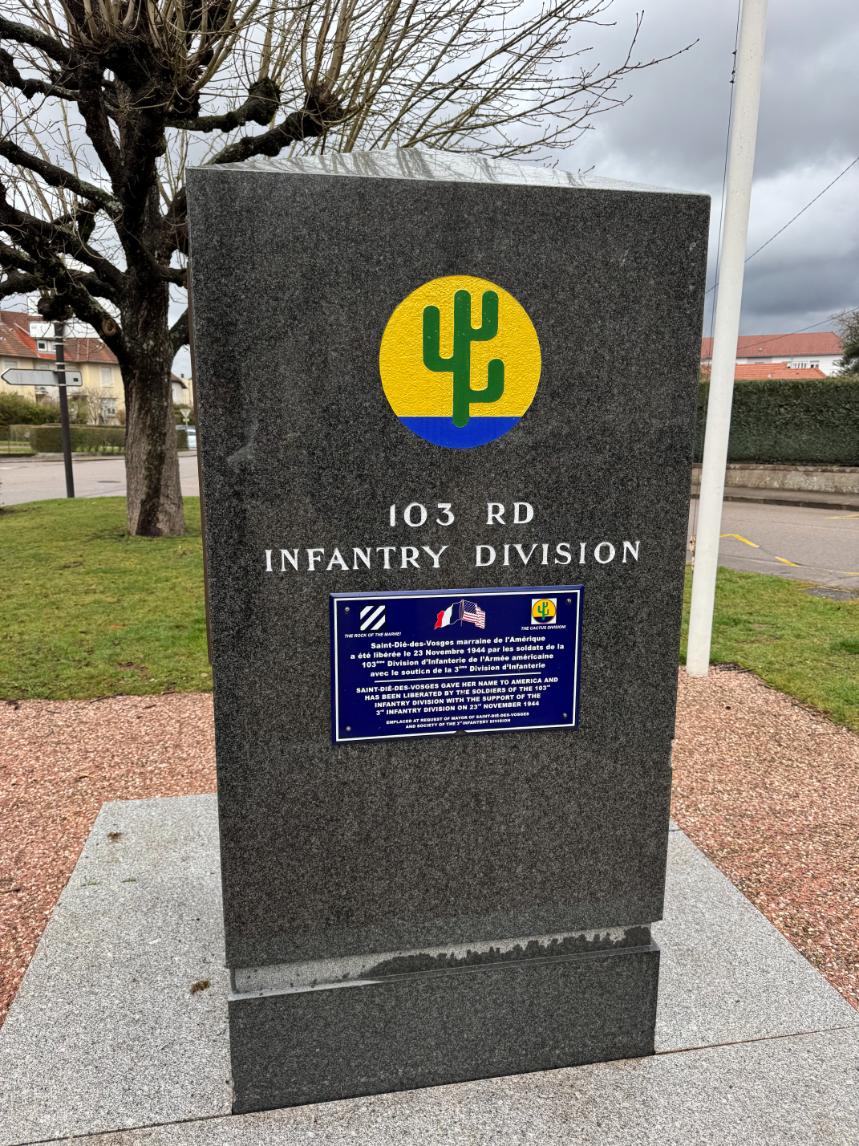 103 RD
INFANTRY DIVISION
THE ROCK OF THE MARNE!
THE CACTUS DIVISION!
Saint-Dié-des-Vosges marraine de l'Amérique
a été libérée le 23 Novembre 1944 par les soldats de la
103ème Division d'Infanterie de l'Armée américaine
avec le soutien de la 3ème Division d'Infanterie
SAINT-DIÉ-DES-VOSGES GAVE HER NAME TO AMERICA AND
HAS BEEN LIBERATED BY THE SOLDIERS OF THE 103rd
INFANTRY DIVISION WITH THE SUPPORT OF THE
3rd INFANTRY DIVISION ON 23rd NOVEMBER 1944
EMPLACED AT REQUEST OF MAYOR OF SAINT-DIÉ-DES-VOSGES
AND SOCIETY OF THE 3rd INFANTERY DIVISION